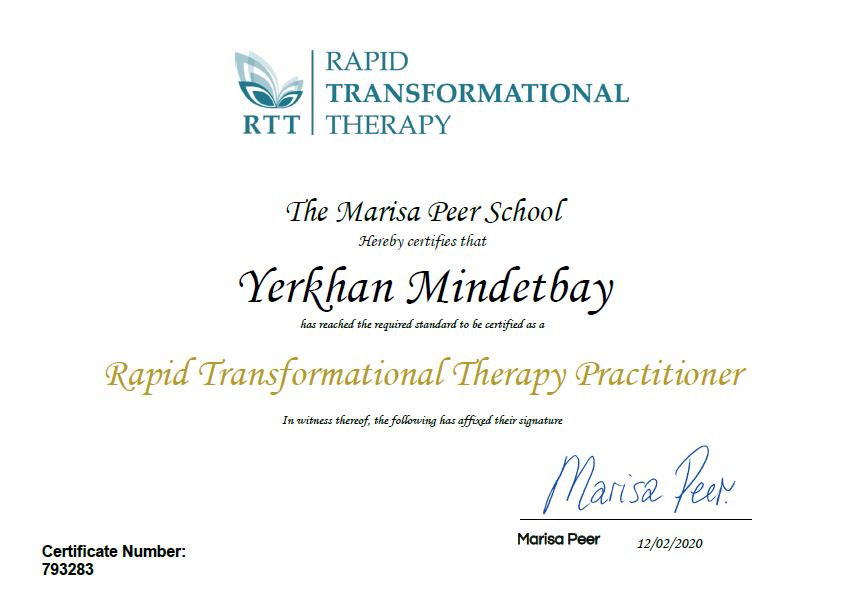 RAPID
TRANSFORMATIONAL
THERAPY
RTT
The Marisa Peer School
Hereby certifies that
Yerkhan Mindetbay
has reached the required standard to be certified as a
Rapid Transformational Therapy Practitioner
In witness thereof, the following has affixed their signature
Marisa Peer.
Marisa Peer
12/02/2020
Certificate Number:
793283